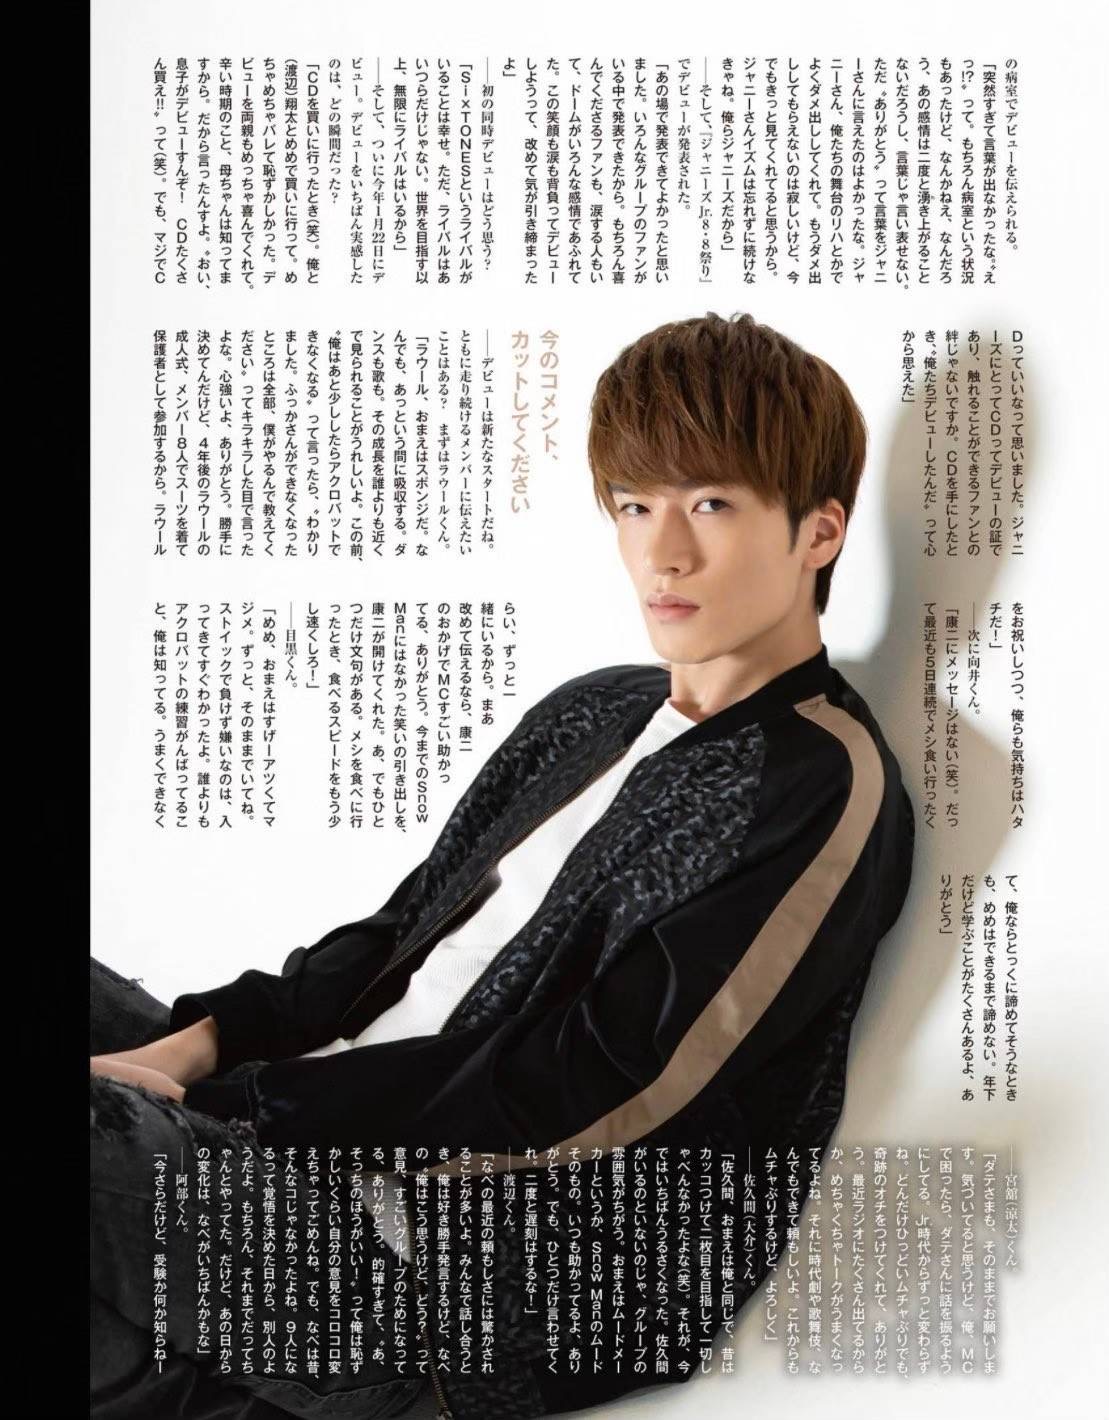 の病室でデビューを伝えられる。
「突然すぎて言葉が出なかったな。〝え
っ!?〟って。もちろん病室という状況
もあったけど、なんかねえ、なんだろ
う、あの感情は二度と湧き上がること
ないだろうし、言葉じゃ言い表せない。
ただ〝ありがとう〟って言葉をジャニ
ーさんに言えたのはよかったな。ジャ
ニーさん、俺たちの舞台のリハとかで
よくダメ出ししてくれて。もうダメ出
ししてもらえないのは寂しいけど、今
でもきっと見てくれてると思うから。
ジャニーさんイズムは忘れずに続けな
きゃね。俺らジャニーズだから」
――そして、『ジャニーズJr.8・8祭り』
でデビューが発表された。
「あの場で発表できてよかったと思い
ました。いろんなグループのファンが
いる中で発表できたから。もちろん喜
んでくださるファンも、涙する人もい
て、ドームがいろんな感情であふれて
た。この笑顔も涙も背負ってデビュー
しようって、改めて気が引き締まった
よ」
――初の同時デビューはどう思う?
「SixTONESというライバルが
いることは幸せ。ただ、ライバルはあ
いつらだけじゃない。世界を目指す以
上、無限にライバルはいるから」
――そして、ついに今年1月22日にデ
ビュー。デビューをいちばん実感した
のは、どの瞬間だった?
「CDを買いに行ったとき(笑)。俺と
(渡辺)翔太とめめで買いに行って。め
ちゃめちゃバレて恥ずかしかった。デ
ビューを両親もめっちゃ喜んでくれて。
辛い時期のこと、母ちゃんは知ってま
すから。だから言ったんすよ。〝おい、
息子がデビューすんぞ! CDたくさ
ん買え!!〟って(笑)。でも、マジでC
Dっていいなって思いました。ジャニ
ーズにとってCDってデビューの証で
あり、触れることができるファンとの
絆じゃないですか。CDを手にしたと
き、〝俺たちデビューしたんだ〟って心
から思えた」
今のコメント、
カットしてください
――デビューは新たなスタートだね。
ともに走り続けるメンバーに伝えたい
ことはある? まずはラウールくん。
「ラウール、おまえはスポンジだ。な
んでも、あっという間に吸収する。ダ
ンスも歌も。その成長を誰よりも近く
で見られることがうれしいよ。この前、
〝俺はあと少ししたらアクロバットで
きなくなる〟って言ったら、〝わかり
ました。ふっかさんができなくなった
ところは全部、僕がやるんで教えてく
ださい〟ってキラキラした目で言った
よな。心強いよ、ありがとう。勝手に
決めてんだけど、4年後のラウールの
成人式、メンバー8人でスーツを着て
保護者として参加するから。ラウール
をお祝いしつつ、俺らも気持ちはハタ
チだ!」
――次に向井くん。
「康二にメッセージはない(笑)。だっ
て最近も5日連続でメシ食い行ったく
らい、ずっと一
緒にいるから。まあ
改めて伝えるなら、康二
のおかげでMCすごい助かっ
てる、ありがとう。今までのSnow
Manにはなかった笑いの引き出しを、
康二が開けてくれた。あ、でもひと
つだけ文句がある。メシを食べに行
ったとき、食べるスピードをもう少
し速くしろ!」
――目黒くん。
「めめ、おまえはすげーアツくてマ
ジメ。ずっと、そのままでいてね。
ストイックで負けず嫌いなのは、入
ってきてすぐわかったよ。誰よりも
アクロバットの練習がんばってるこ
と、俺は知ってる。うまくできなく
て、俺ならとっくに諦めてそうなとき
も、めめはできるまで諦めない。年下
だけど学ぶことがたくさんあるよ、あ
りがとう」
――宮舘(涼太)くん
「ダテさまも、そのままでお願いしま
す。気づいてると思うけど、俺、MC
で困ったら、ダテさんに話を振るよう
にしてる。Jr.時代からずっと変わらず
ね。どんだけひっどいムチャぶりでも、
奇跡のオチをつけてくれて、ありがと
う。最近ラジオにたくさん出てるから
か、めちゃくちゃトークがうまくなっ
てるよね。それに時代劇や歌舞伎、な
んでもできて頼もしいよ。これからも
ムチャぶりするけど、よろしく」
――佐久間(大介)くん。
「佐久間、おまえは俺と同じで、昔は
カッコつけて二枚目を目指して一切し
ゃべんなかったよな(笑)。それが、今
ではいちばんうるさくなった。佐久間
がいるのといないのじゃ、グループの
雰囲気がちがう。おまえはムードメー
カーというか、Snow Manのムード
そのもの。いつも助かってるよ、あり
がとう。でも、ひとつだけ言わせてく
れ。二度と遅刻はするな!」
――渡辺くん。
「なべの最近の頼もしさには驚かされ
ることが多いよ。みんなで話し合うと
き、俺は好き勝手発言するけど、なべ
の〝俺はこう思うけど、どう?〟って
意見、すごいグループのためになって
る、ありがとう。的確すぎて、〝あ、
そっちのほうがいい!〟って俺は恥ず
かしいくらい自分の意見をコロコロ変
えちゃってごめんね。でも、なべは昔、
そんなコじゃなかったよね。9人にな
るって覚悟を決めた日から、別人のよ
うだよ。もちろん、それまでだってち
ゃんとやってた。だけど、あの日から
の変化は、なべがいちばんかもな」
――阿部くん。
「今さらだけど、受験か何か知らねー